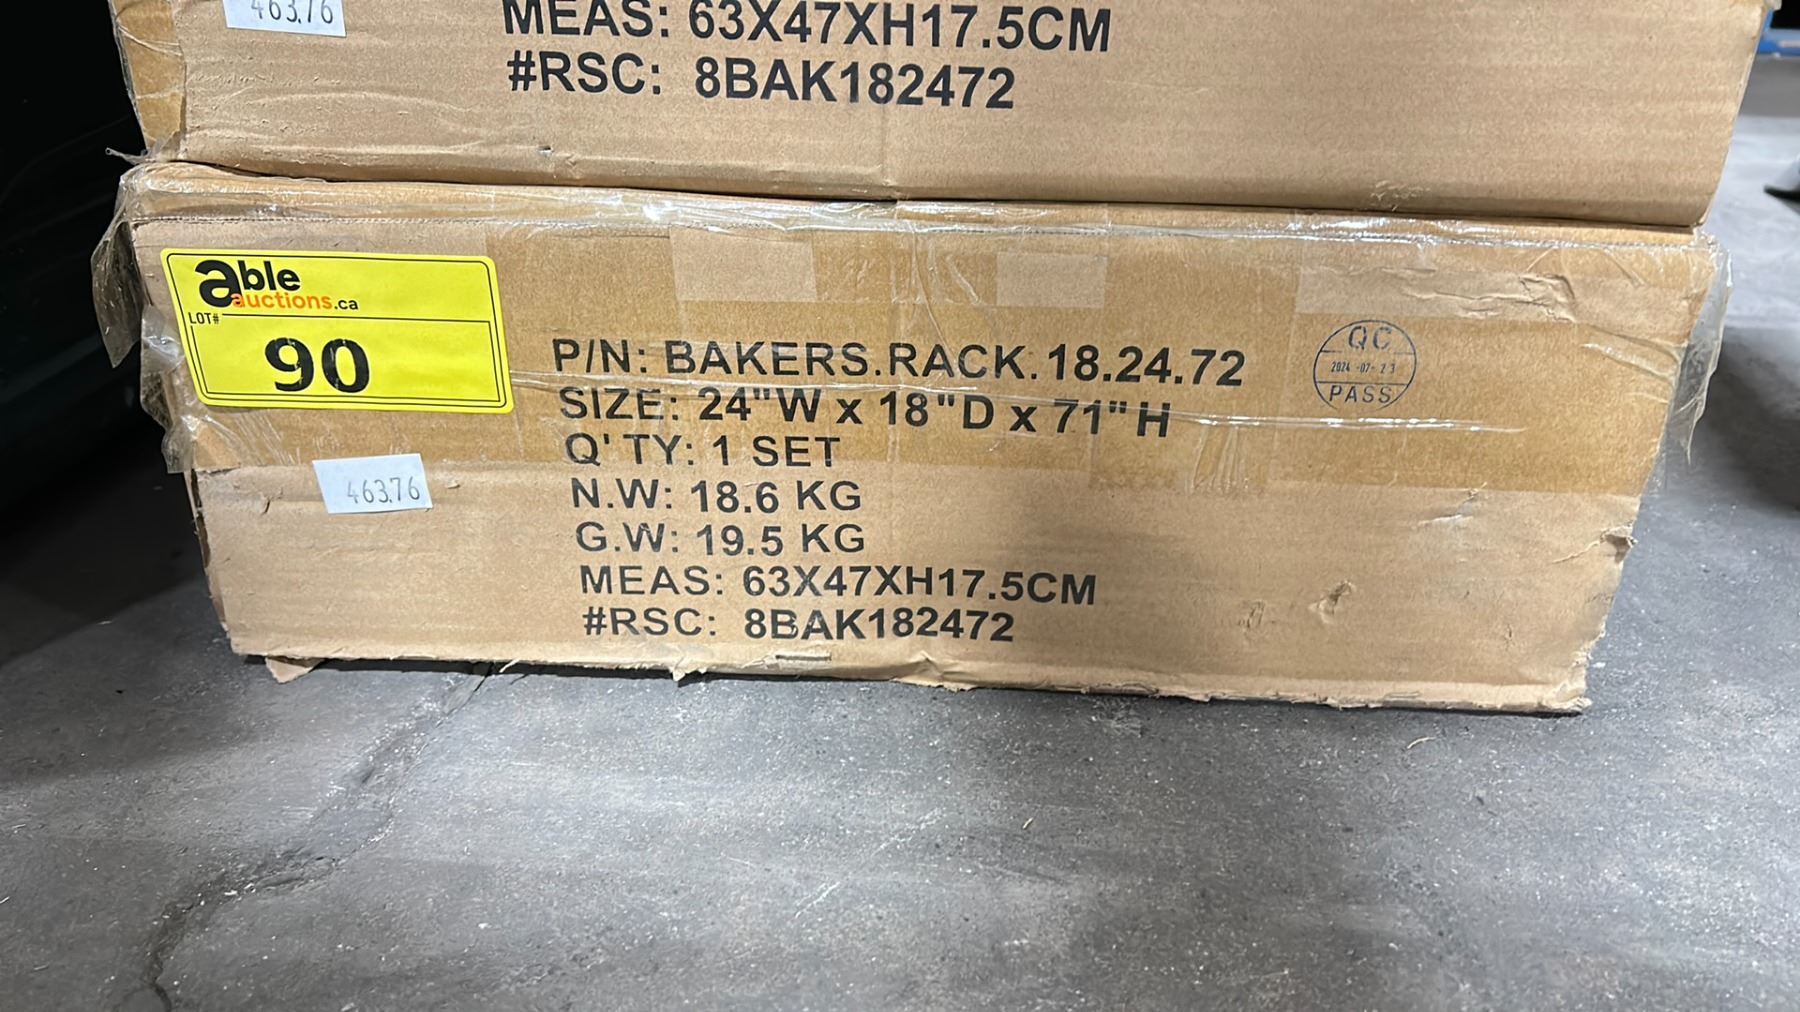 463.76
MEAS: 63X47XH17.5CM
#RSC: 8BAK182472
able
auctions.ca
LOT#
90
P/N: BAKERS.RACK.18.24.72
SIZE: 24"W x 18"D x 71"H
Q'TY: 1 SET
N.W: 18.6 KG
G.W: 19.5 KG
MEAS: 63X47XH17.5CM
#RSC: 8BAK182472
463.76
QC
2024-07-23
PASS